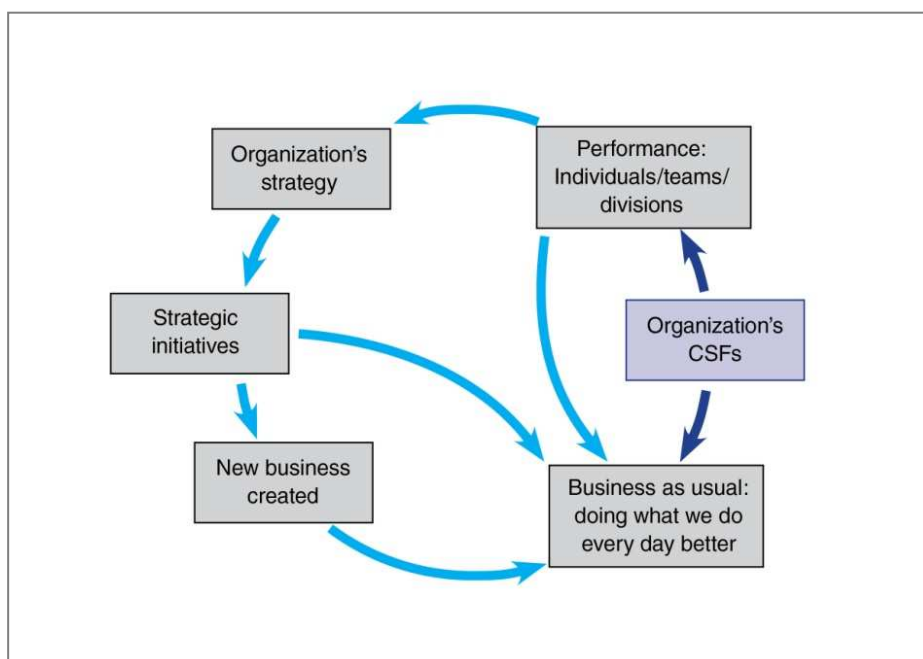 Organization's
strategy
Performance:
Individuals/teams/
divisions
Strategic
initiatives
Organization's
CSFs
New business
created
Business as usual:
doing what we do
every day better